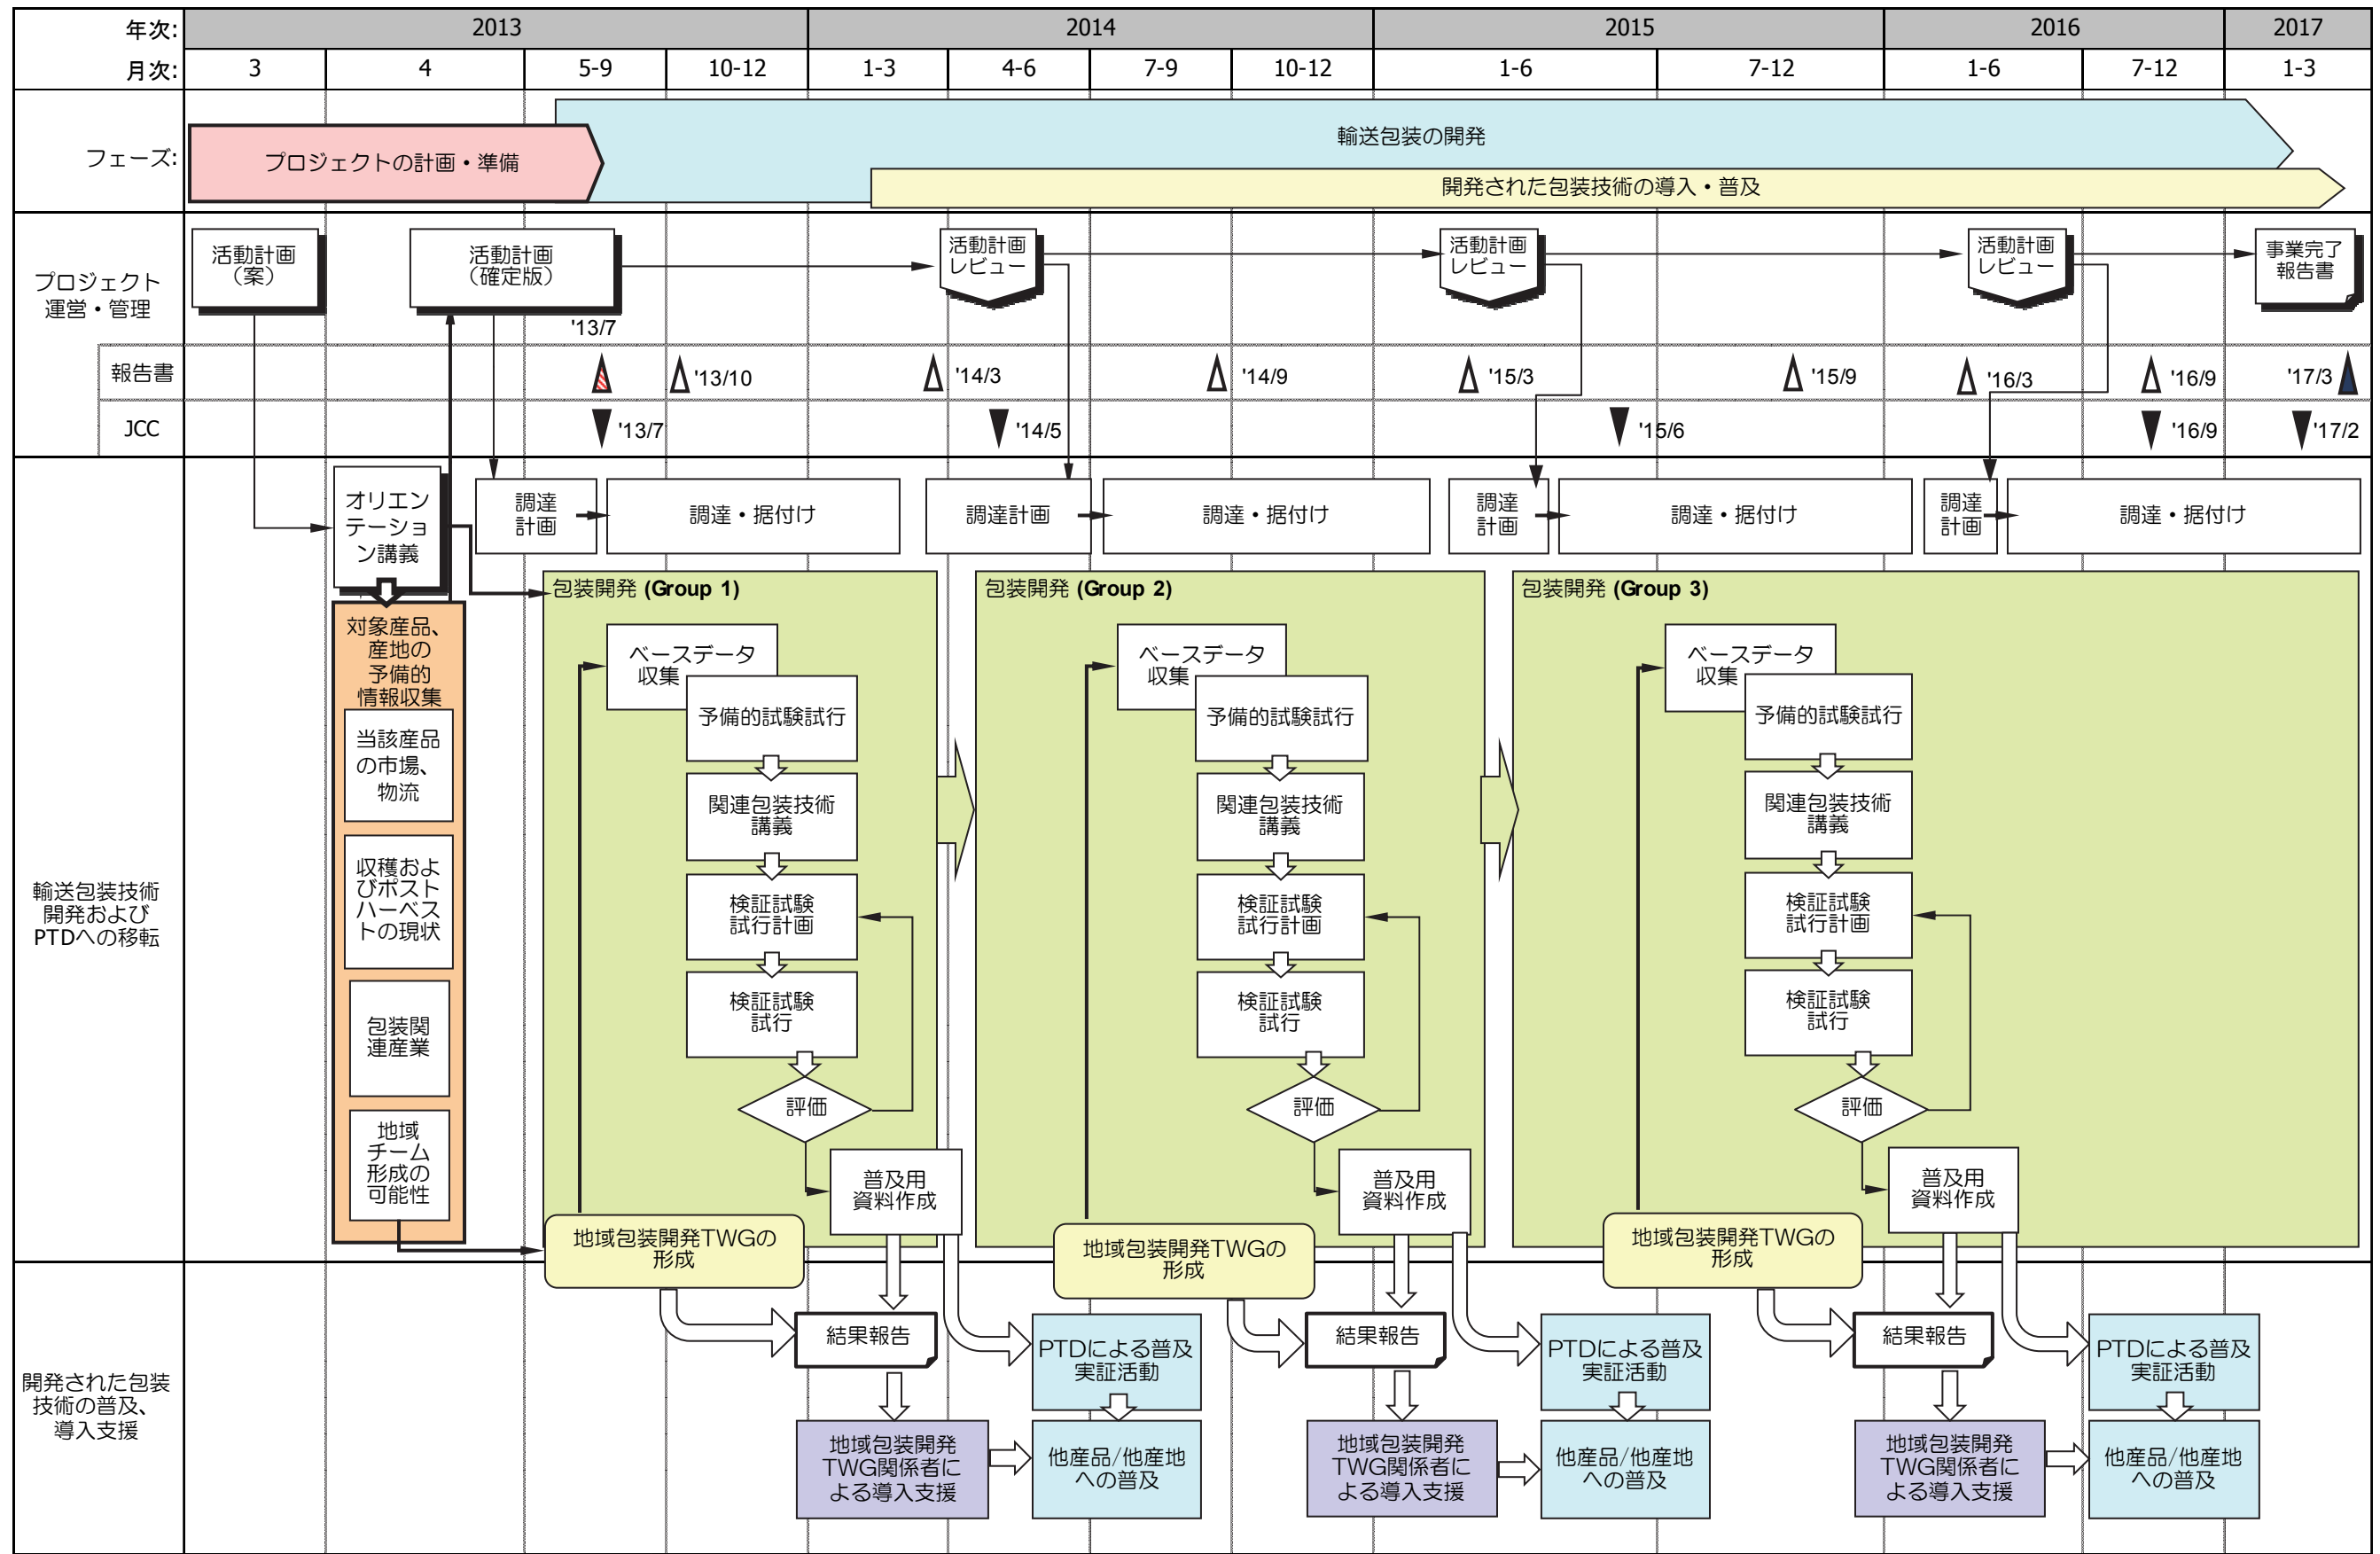 年次: 2013 2014 2015 2016 2017
月次: 3 4 5-9 10-12 1-3 4-6 7-9 10-12 1-6 7-12 1-6 7-12 1-3
フェーズ:
プロジェクトの計画・準備
輸送包装の開発
開発された包装技術の導入・普及
プロジェクト
運営・管理
活動計画
（案）
活動計画
（確定版）
活動計画
レビュー
活動計画
レビュー
活動計画
レビュー
事業完了
報告書
'13/7
報告書
'13/10 '14/3 '14/9 '15/3 '15/9 '16/3 '16/9 '17/3
JCC
'13/7 '14/5 '15/6 '16/9 '17/2
輸送包装技術
開発および
PTDへの移転
オリエン
テーショ
ン講義
調達
計画
調達・据付け
調達計画
調達・据付け
調達
計画
調達・据付け
調達
計画
調達・据付け
対象産品、
産地の
予備的
情報収集
当該産品
の市場、
物流
収穫およ
びポスト
ハーベス
トの現状
包装関
連産業
地域
チーム
形成の
可能性
包装開発 (Group 1)
ベースデータ
収集
予備的試験試行
関連包装技術
講義
検証試験
試行計画
検証試験
試行
評価
普及用
資料作成
地域包装開発TWGの
形成
包装開発 (Group 2)
ベースデータ
収集
予備的試験試行
関連包装技術
講義
検証試験
試行計画
検証試験
試行
評価
普及用
資料作成
地域包装開発TWGの
形成
包装開発 (Group 3)
ベースデータ
収集
予備的試験試行
関連包装技術
講義
検証試験
試行計画
検証試験
試行
評価
普及用
資料作成
地域包装開発TWGの
形成
開発された包装
技術の普及、
導入支援
結果報告
PTDによる普及
実証活動
地域包装開発
TWG関係者に
よる導入支援
他産品/他産地
への普及
結果報告
PTDによる普及
実証活動
地域包装開発
TWG関係者に
よる導入支援
他産品/他産地
への普及
結果報告
PTDによる普及
実証活動
地域包装開発
TWG関係者に
よる導入支援
他産品/他産地
への普及